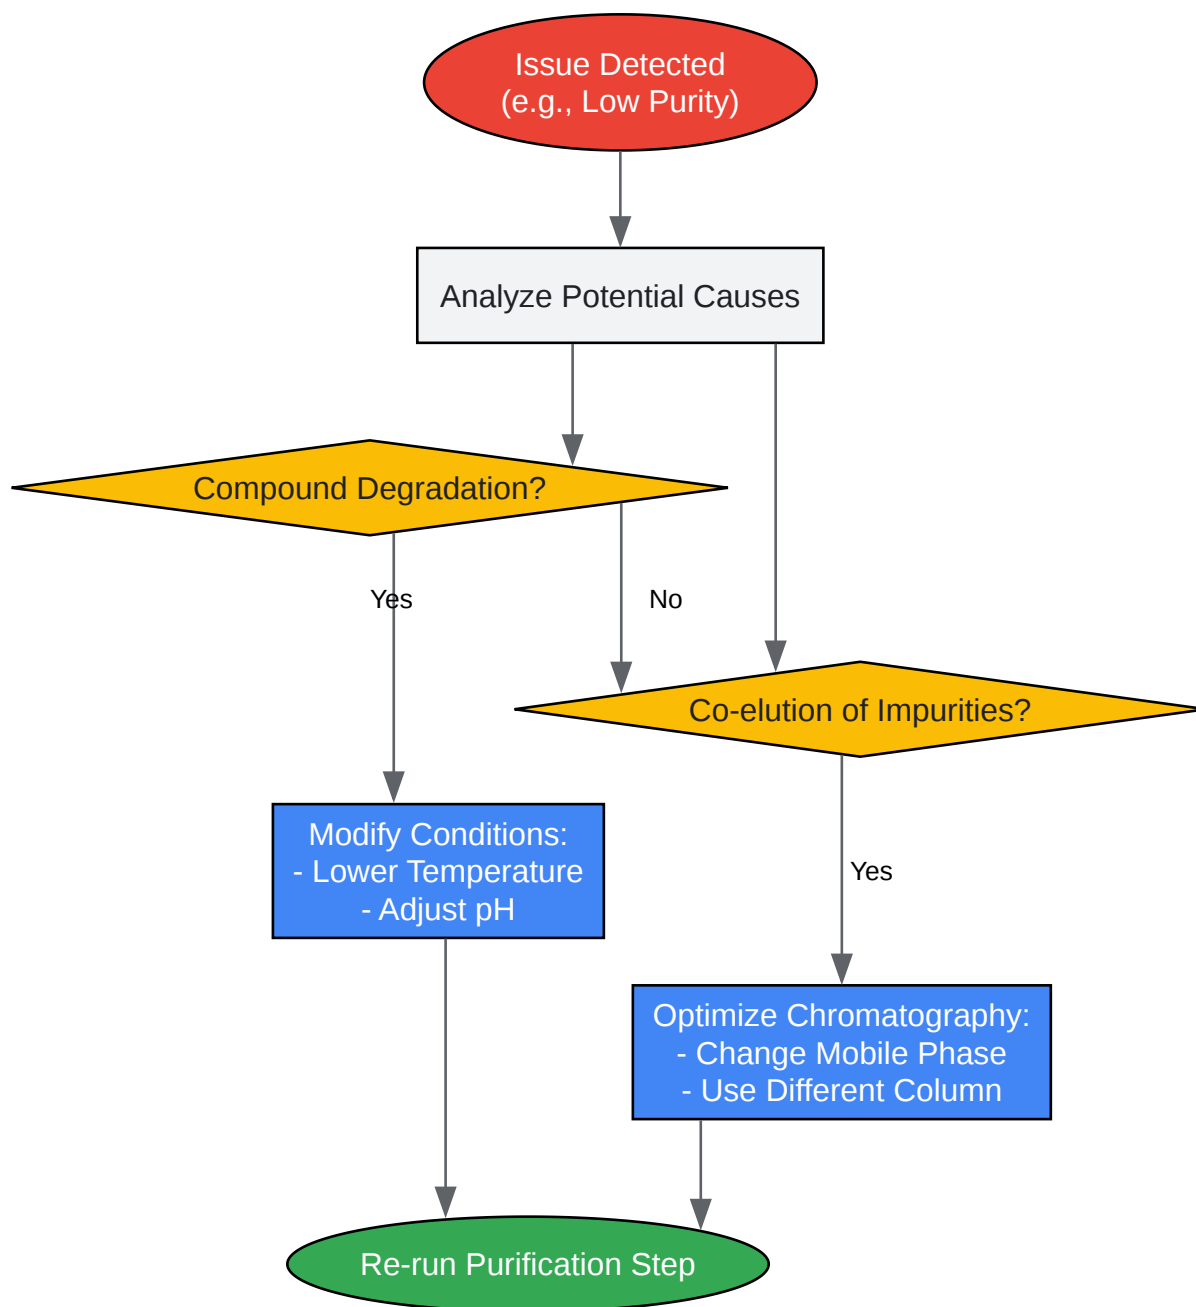 Issue Detected
(e.g., Low Purity)
Analyze Potential Causes
Compound Degradation?
Yes
No
Co-elution of Impurities?
Modify Conditions:
- Lower Temperature
- Adjust pH
Yes
Optimize Chromatography:
- Change Mobile Phase
- Use Different Column
Re-run Purification Step